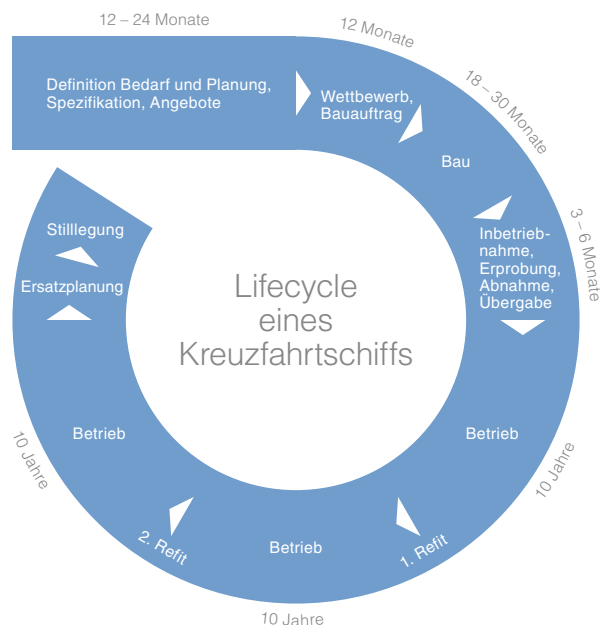 12 – 24 Monate
Definition Bedarf und Planung,
Spezifikation, Angebote
12 Monate
Wettbewerb,
Bauauftrag
18 – 30 Monate
Bau
3 – 6 Monate
Inbetrieb-
nahme,
Erprobung,
Abnahme,
Übergabe
Betrieb
10 Jahre
1. Refit
Betrieb
10 Jahre
2. Refit
Betrieb
10 Jahre
Ersatzplanung
Stilllegung
Lifecycle
eines
Kreuzfahrtschiffs